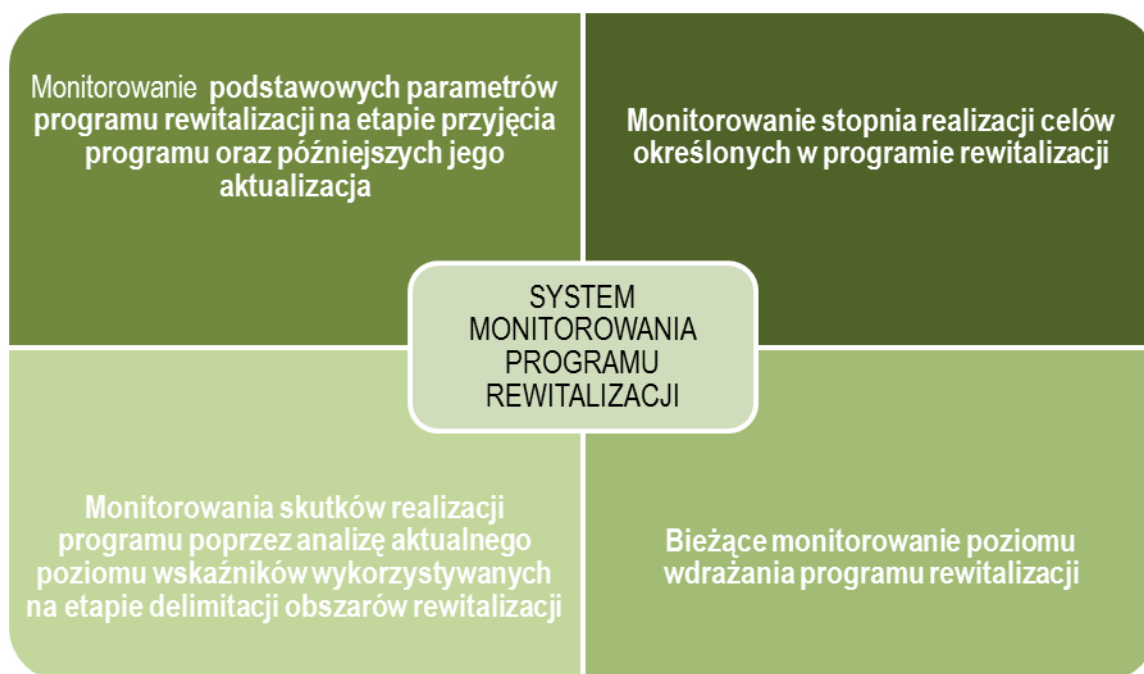 Monitorowanie podstawowych parametrów
programu rewitalizacji na etapie przyjęcia
programu oraz późniejszych jego
aktualizacja
Monitorowanie stopnia realizacji celów
określonych w programie rewitalizacji
SYSTEM
MONITOROWANIA
PROGRAMU
REWITALIZACJI
Monitorowania skutków realizacji
programu poprzez analizę aktualnego
poziomu wskaźników wykorzystywanych
na etapie delimitacji obszarów rewitalizacji
Bieżące monitorowanie poziomu
wdrażania programu rewitalizacji